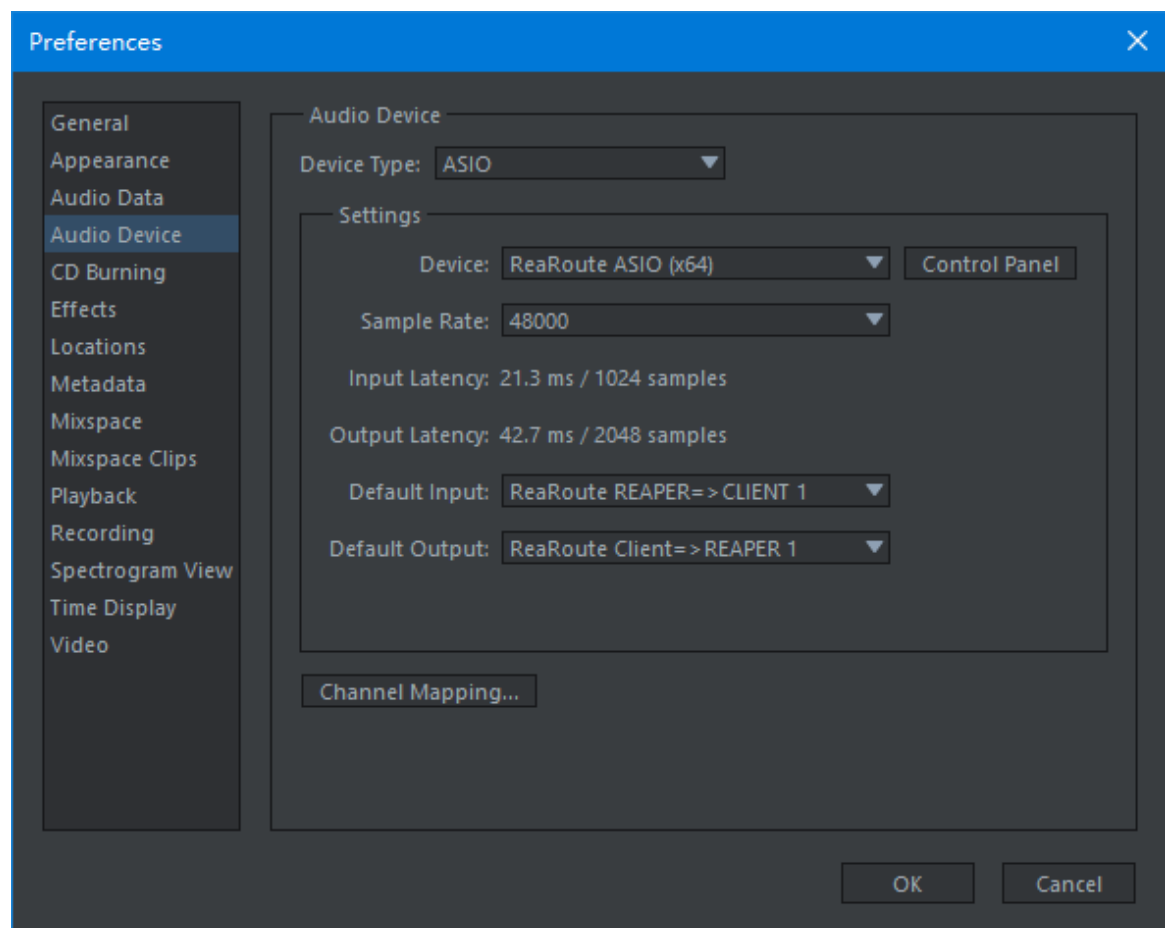 Preferences
General
Appearance
Audio Data
Audio Device
CD Burning
Effects
Locations
Metadata
Mixspace
Mixspace Clips
Playback
Recording
Spectrogram View
Time Display
Video
Audio Device
Device Type: ASIO
Settings
Device: ReaRoute ASIO (x64) Control Panel
Sample Rate: 48000
Input Latency: 21.3 ms / 1024 samples
Output Latency: 42.7 ms / 2048 samples
Default Input: ReaRoute REAPER=>CLIENT 1
Default Output: ReaRoute Client=>REAPER 1
Channel Mapping...
OK Cancel